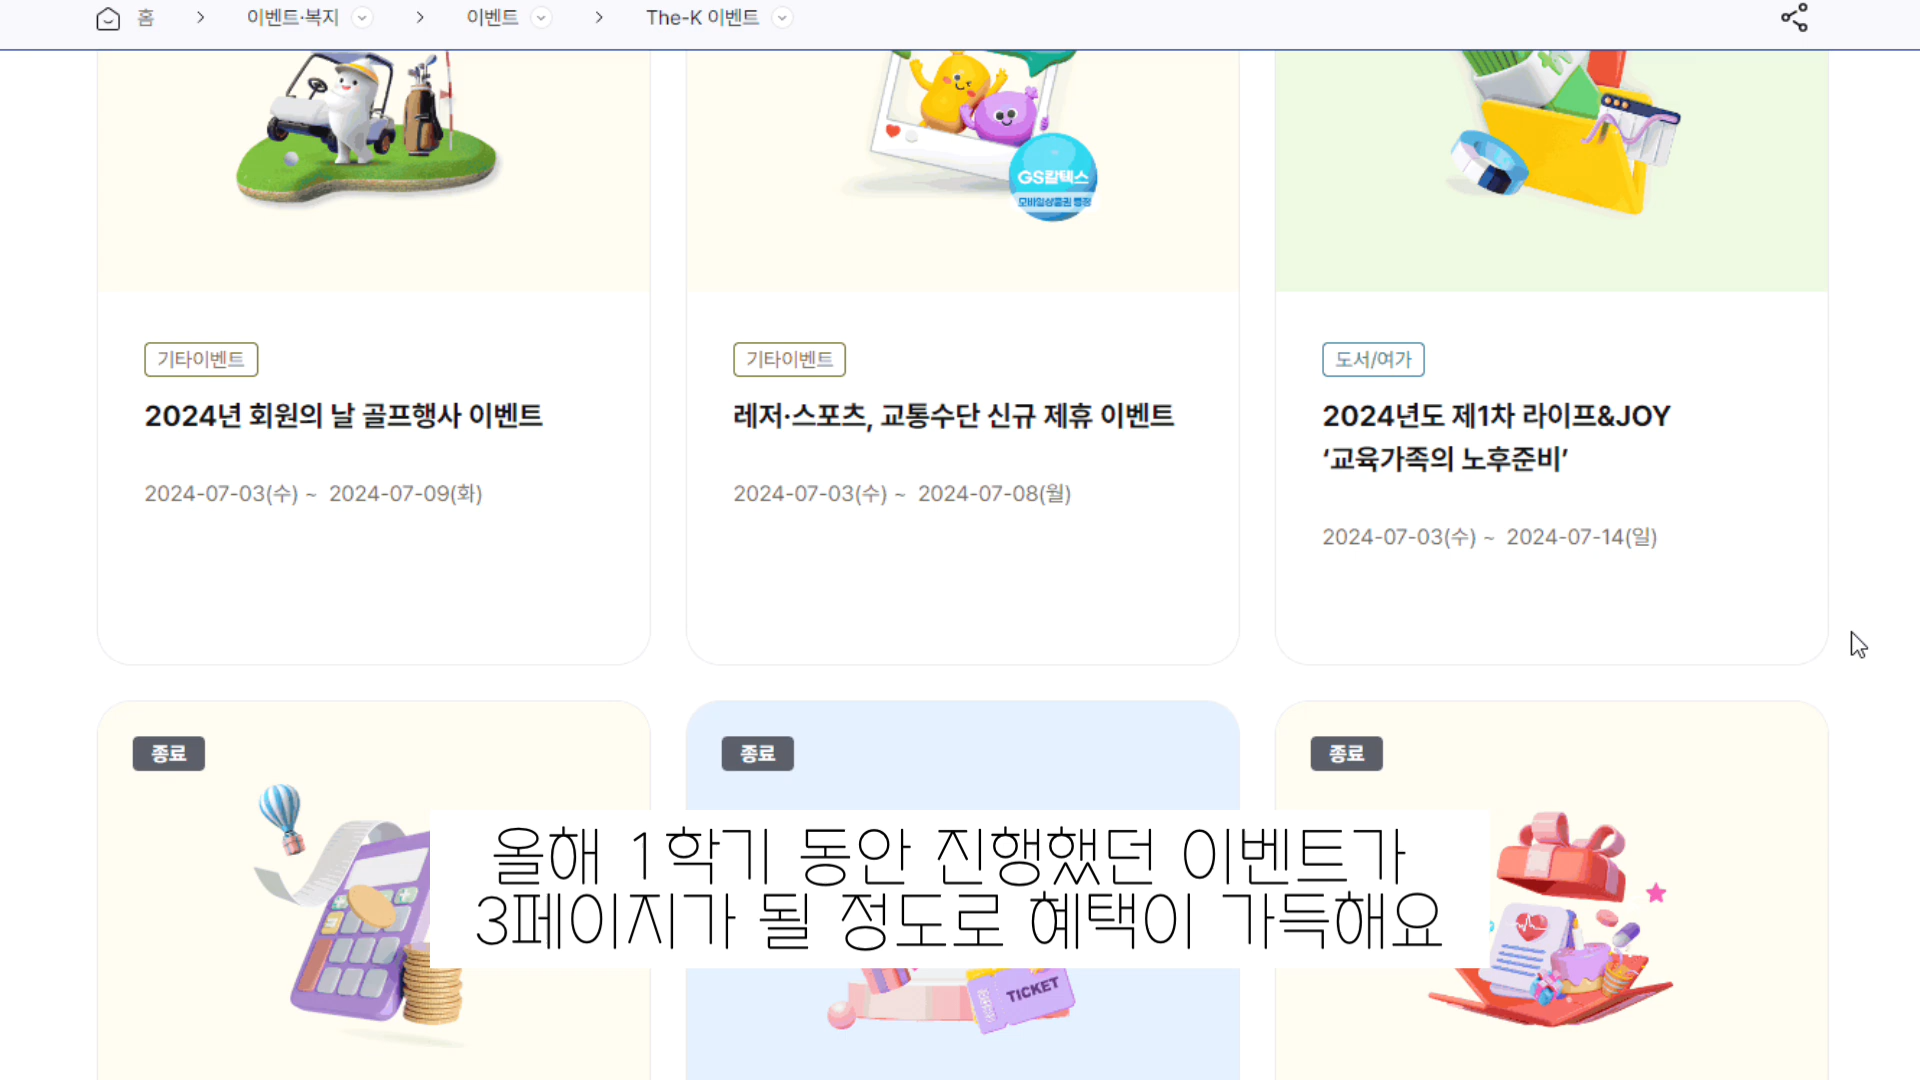 홈 > 이벤트·복지 > 이벤트 > The-K 이벤트
GS칼텍스
모바일상품권 증정
기타이벤트
2024년 회원의 날 골프행사 이벤트
2024-07-03(수) ~ 2024-07-09(화)
기타이벤트
레저·스포츠, 교통수단 신규 제휴 이벤트
2024-07-03(수) ~ 2024-07-08(월)
도서/여가
2024년도 제1차 라이프&JOY
‘교육가족의 노후준비’
2024-07-03(수) ~ 2024-07-14(일)
종료
종료
종료
올해 1학기 동안 진행했던 이벤트가
3페이지가 될 정도로 혜택이 가득해요
TICKET